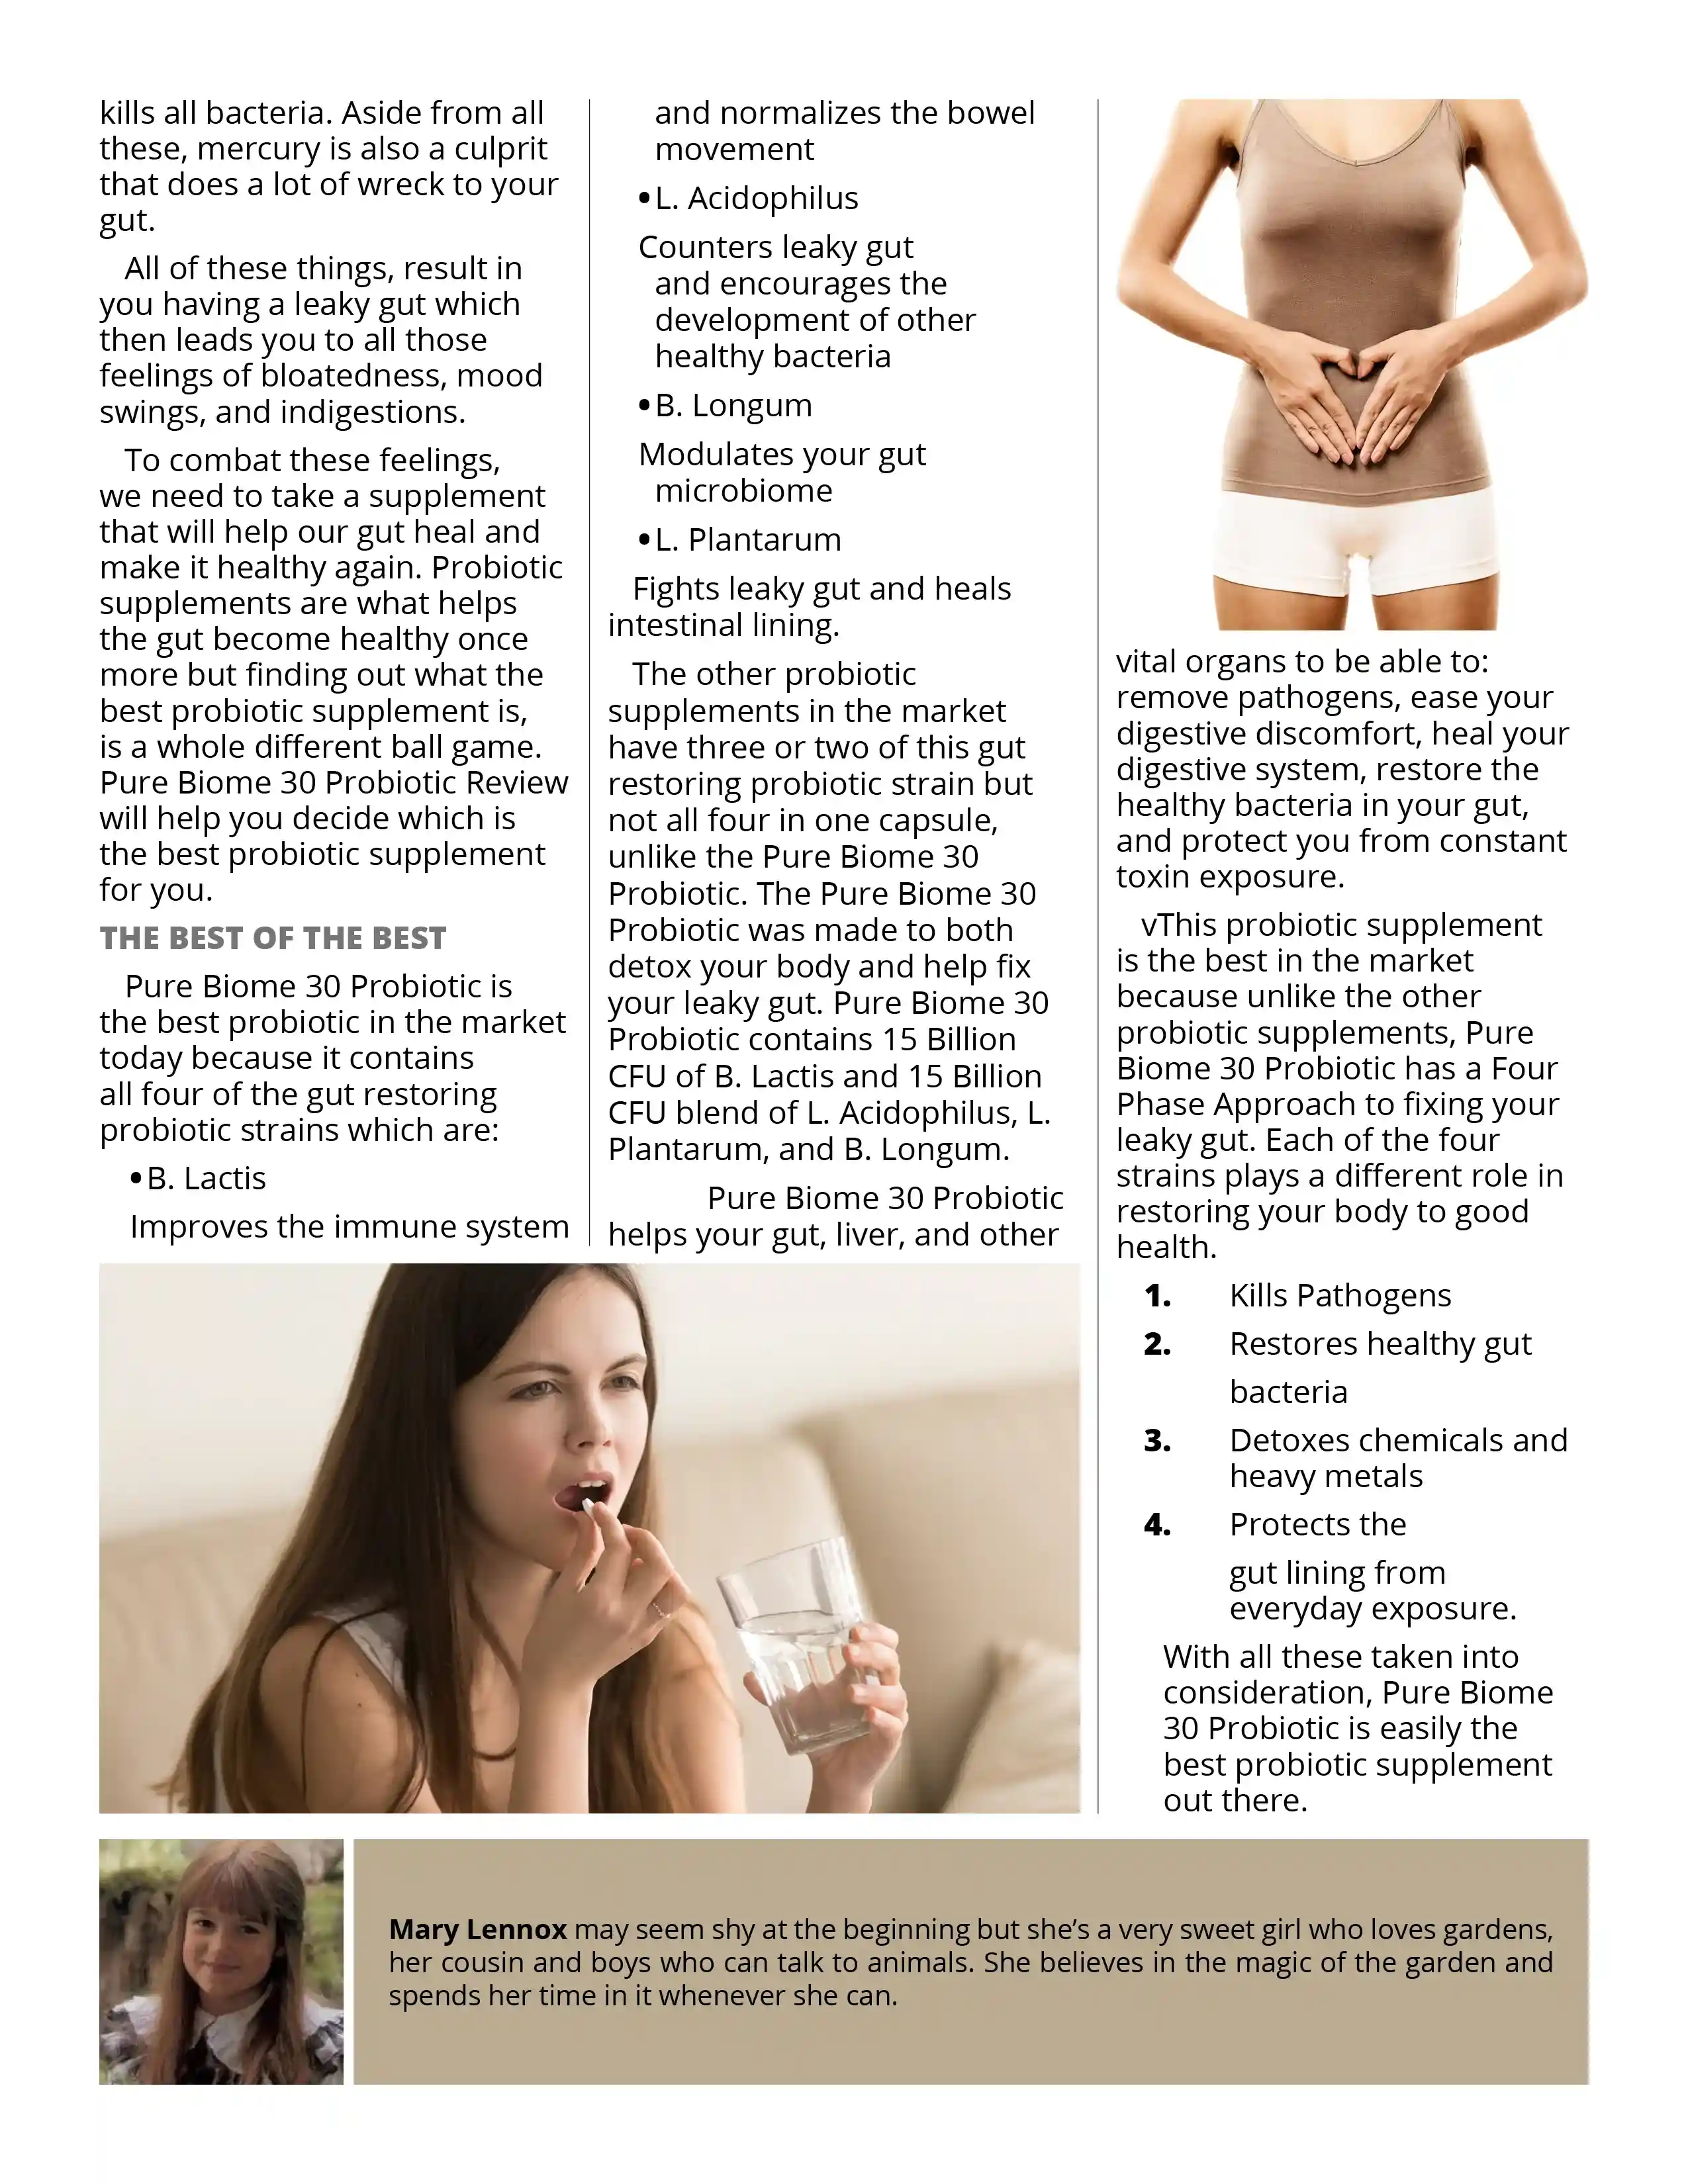 kills all bacteria. Aside from all
these, mercury is also a culprit
that does a lot of wreck to your
gut.
All of these things, result in
you having a leaky gut which
then leads you to all those
feelings of bloatedness, mood
swings, and indigestions.
To combat these feelings,
we need to take a supplement
that will help our gut heal and
make it healthy again. Probiotic
supplements are what helps
the gut become healthy once
more but finding out what the
best probiotic supplement is,
is a whole different ball game.
Pure Biome 30 Probiotic Review
will help you decide which is
the best probiotic supplement
for you.
THE BEST OF THE BEST
Pure Biome 30 Probiotic is
the best probiotic in the market
today because it contains
all four of the gut restoring
probiotic strains which are:
•B. Lactis
Improves the immune system
and normalizes the bowel
movement
•L. Acidophilus
Counters leaky gut
and encourages the
development of other
healthy bacteria
•B. Longum
Modulates your gut
microbiome
•L. Plantarum
Fights leaky gut and heals
intestinal lining.
The other probiotic
supplements in the market
have three or two of this gut
restoring probiotic strain but
not all four in one capsule,
unlike the Pure Biome 30
Probiotic. The Pure Biome 30
Probiotic was made to both
detox your body and help fix
your leaky gut. Pure Biome 30
Probiotic contains 15 Billion
CFU of B. Lactis and 15 Billion
CFU blend of L. Acidophilus, L.
Plantarum, and B. Longum.
Pure Biome 30 Probiotic
helps your gut, liver, and other
vital organs to be able to:
remove pathogens, ease your
digestive discomfort, heal your
digestive system, restore the
healthy bacteria in your gut,
and protect you from constant
toxin exposure.
vThis probiotic supplement
is the best in the market
because unlike the other
probiotic supplements, Pure
Biome 30 Probiotic has a Four
Phase Approach to fixing your
leaky gut. Each of the four
strains plays a different role in
restoring your body to good
health.
1. Kills Pathogens
2. Restores healthy gut
bacteria
3. Detoxes chemicals and
heavy metals
4. Protects the
gut lining from
everyday exposure.
With all these taken into
consideration, Pure Biome
30 Probiotic is easily the
best probiotic supplement
out there.
Mary Lennox may seem shy at the beginning but she's a very sweet girl who loves gardens,
her cousin and boys who can talk to animals. She believes in the magic of the garden and
spends her time in it whenever she can.